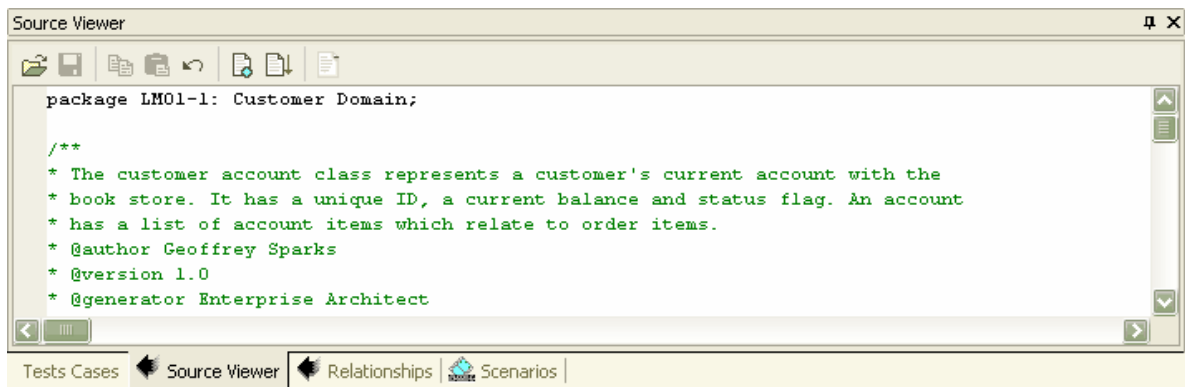 Source Viewer
package LM01-1: Customer Domain;
/**
* The customer account class represents a customer's current account with the
* book store. It has a unique ID, a current balance and status flag. An account
* has a list of account items which relate to order items.
* @author Geoffrey Sparks
* @version 1.0
* @generator Enterprise Architect
Tests Cases Source Viewer Relationships Scenarios